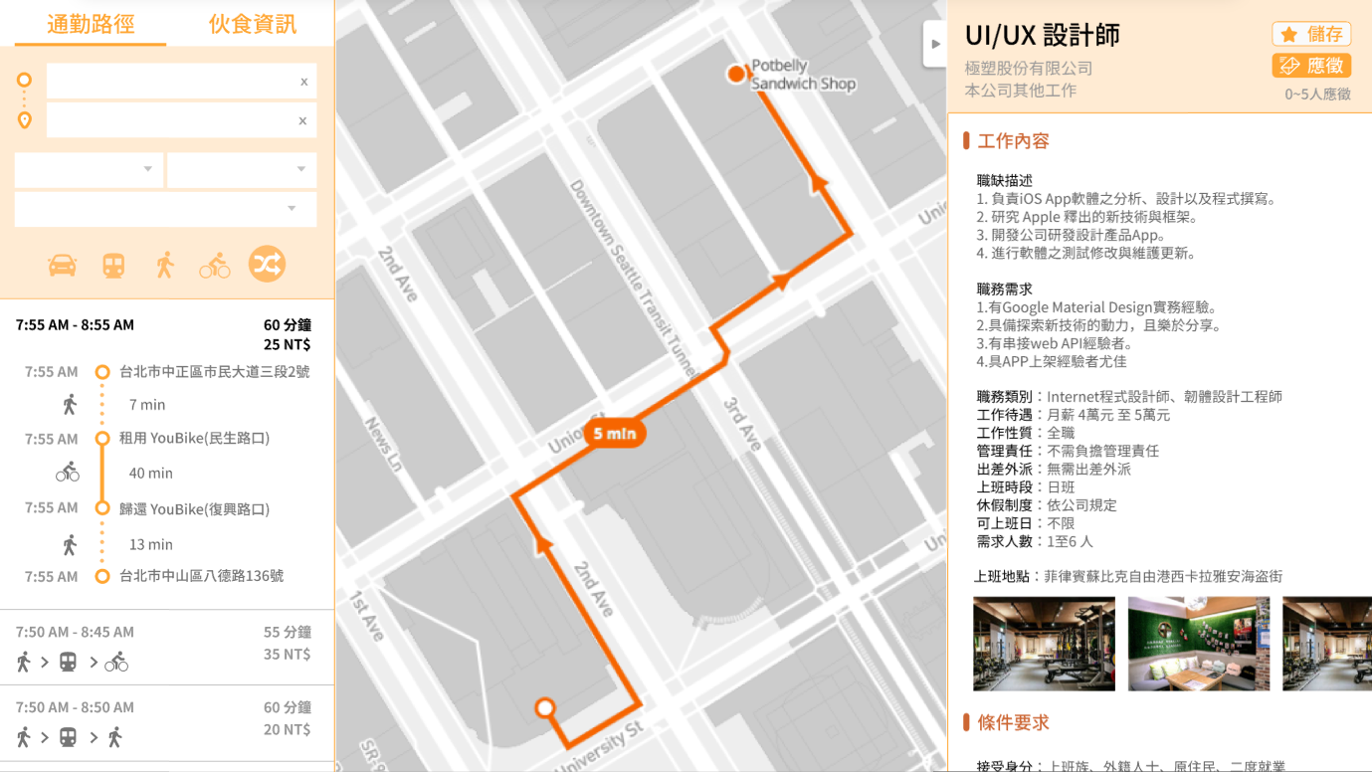 通勤路徑
伙食資訊
x
x
7:55 AM - 8:55 AM
60 分鐘
25 NT$
7:55 AM
台北市中正區市民大道三段2號
7 min
7:55 AM
租用 YouBike(民生路口)
40 min
7:55 AM
歸還 YouBike(復興路口)
13 min
7:55 AM
台北市中山區八德路136號
7:50 AM - 8:45 AM
55 分鐘
35 NT$
7:50 AM - 8:50 AM
60 分鐘
20 NT$
Potbelly
Sandwich Shop
Downtown Seattle Transit Tunnel
2nd Ave
3rd Ave
News Ln
5 min
2nd Ave
1st Ave
University St
UI/UX 設計師
儲存
極塑股份有限公司
應徵
本公司其他工作
0~5人應徵
工作內容
職缺描述
1. 負責iOS App軟體之分析、設計以及程式撰寫。
2. 研究 Apple 釋出的新技術與框架。
3. 開發公司研發設計產品App。
4. 進行軟體之測試修改與維護更新。
職務需求
1.有Google Material Design實務經驗。
2.具備探索新技術的動力，且樂於分享。
3.有串接web API經驗者。
4.具APP上架經驗者尤佳
職務類別：Internet程式設計師、韌體設計工程師
工作待遇：月薪 4萬元 至 5萬元
工作性質：全職
管理責任：不需負擔管理責任
出差外派：無需出差外派
上班時段：日班
休假制度：依公司規定
可上班日：不限
需求人數：1至6 人
上班地點：菲律賓蘇比克自由港西卡拉雅安海盜街
條件要求
接受身分：上班族、外籍人士、原住民、二度就業